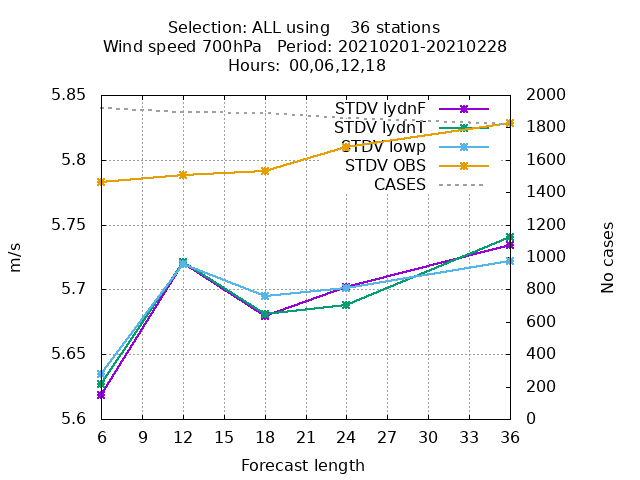 Selection: ALL using    36 stations
Wind speed 700hPa   Period: 20210201-20210228
Hours: 00,06,12,18
5.85
5.8
5.75
5.7
5.65
5.6
m/s
2000
1800
1600
1400
1200
1000
800
600
400
200
0
No cases
STDV lydnF
STDV lydnT
STDV lowp
STDV OBS
CASES
6 9 12 15 18 21 24 27 30 33 36
Forecast length